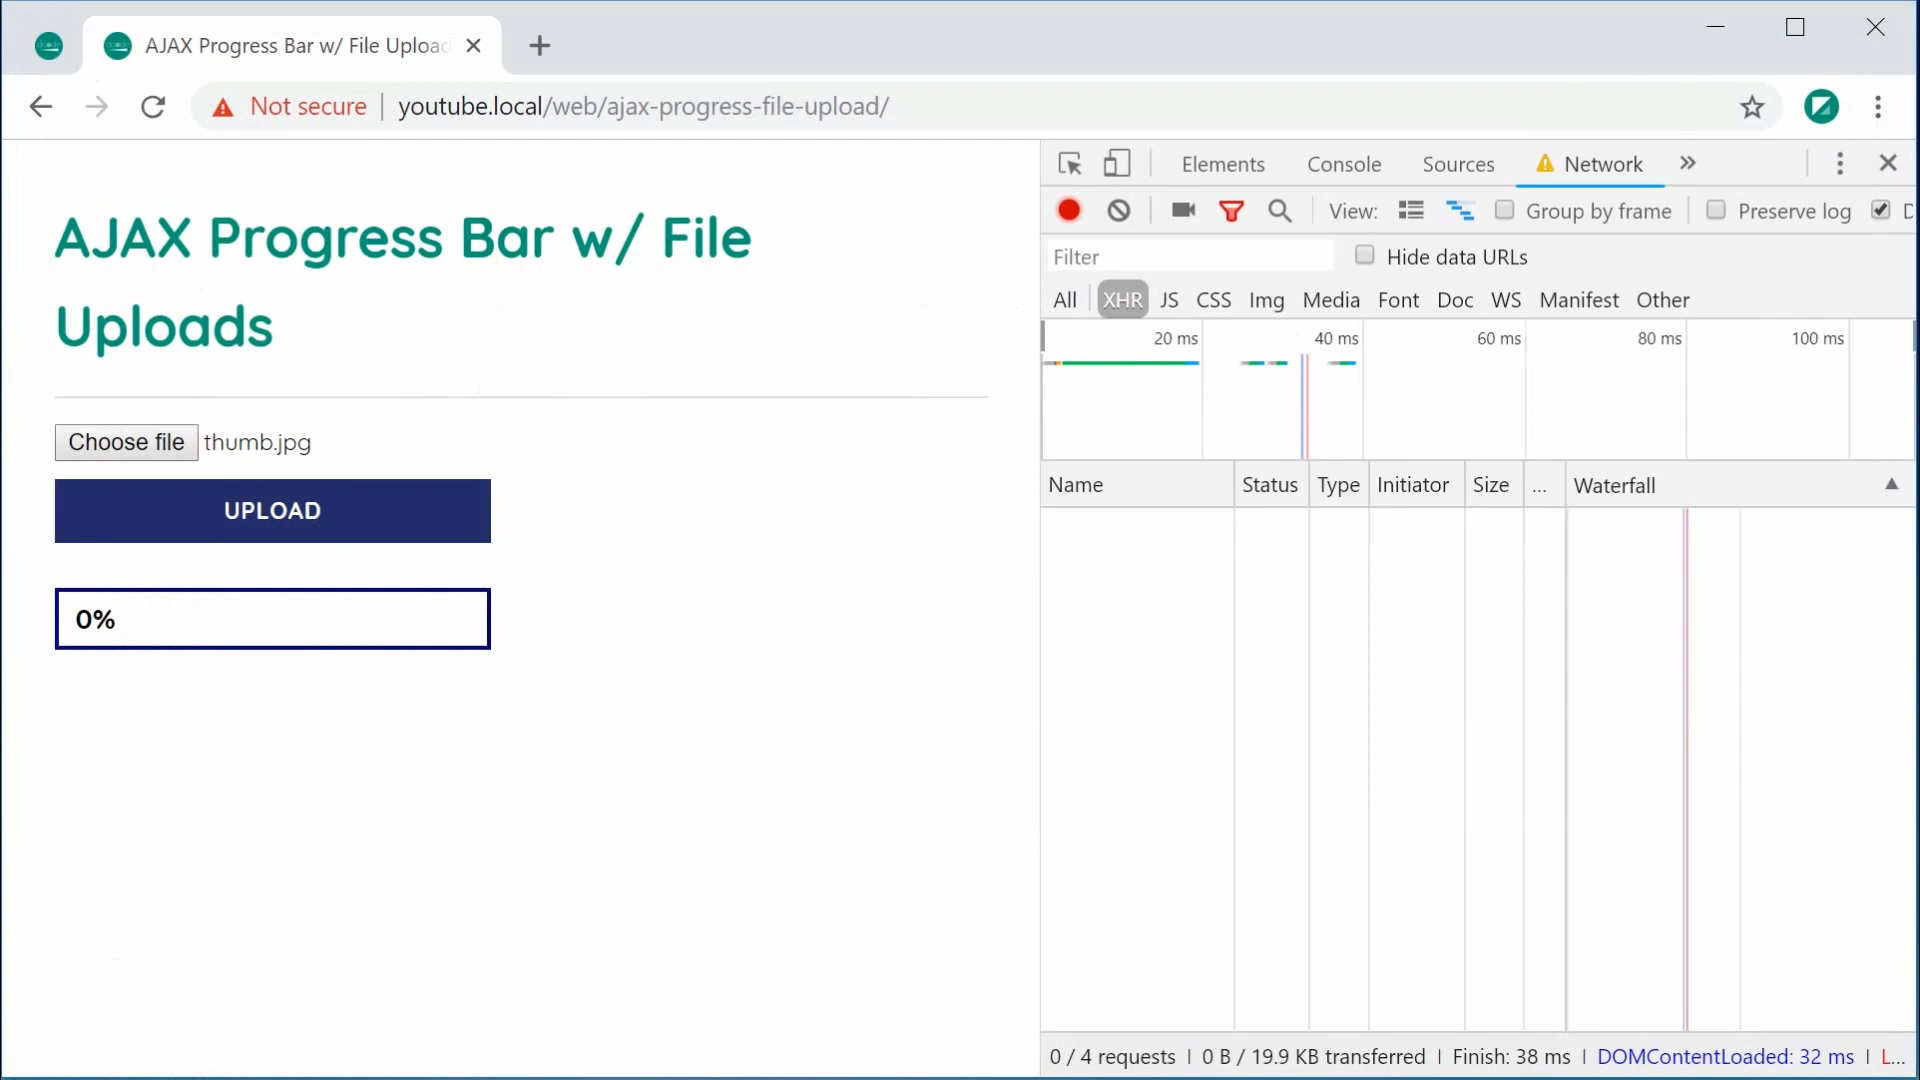 AJAX Progress Bar w/ File Uploac
Not secure
youtube.local/web/ajax-progress-file-upload/
AJAX Progress Bar w/ File
Uploads
Choose file thumb.jpg
UPLOAD
0%
Elements Console Sources Network
View: Group by frame Preserve log D
Filter Hide data URLs
All XHR JS CSS Img Media Font Doc WS Manifest Other
20 ms 40 ms 60 ms 80 ms 100 ms
Name Status Type Initiator Size ... Waterfall
0 / 4 requests | 0 B / 19.9 KB transferred | Finish: 38 ms | DOMContentLoaded: 32 ms | L...